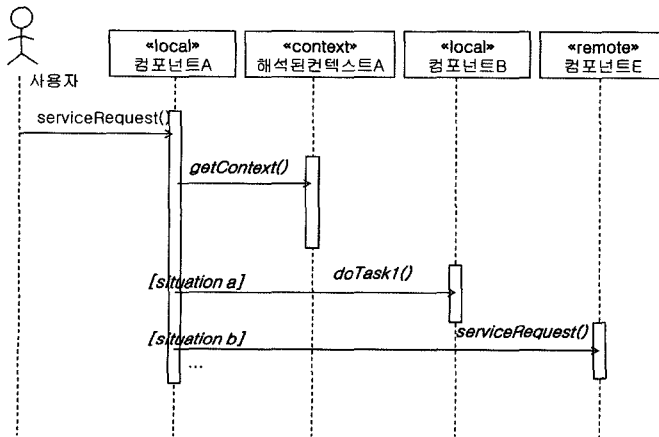 사용자
«local»
컴포넌트A
«context»
해석된컨텍스트A
«local»
컴포넌트B
«remote»
컴포넌트E
serviceRequest()
getContext()
[situation a]
doTask1()
[situation b]
serviceRequest()
...